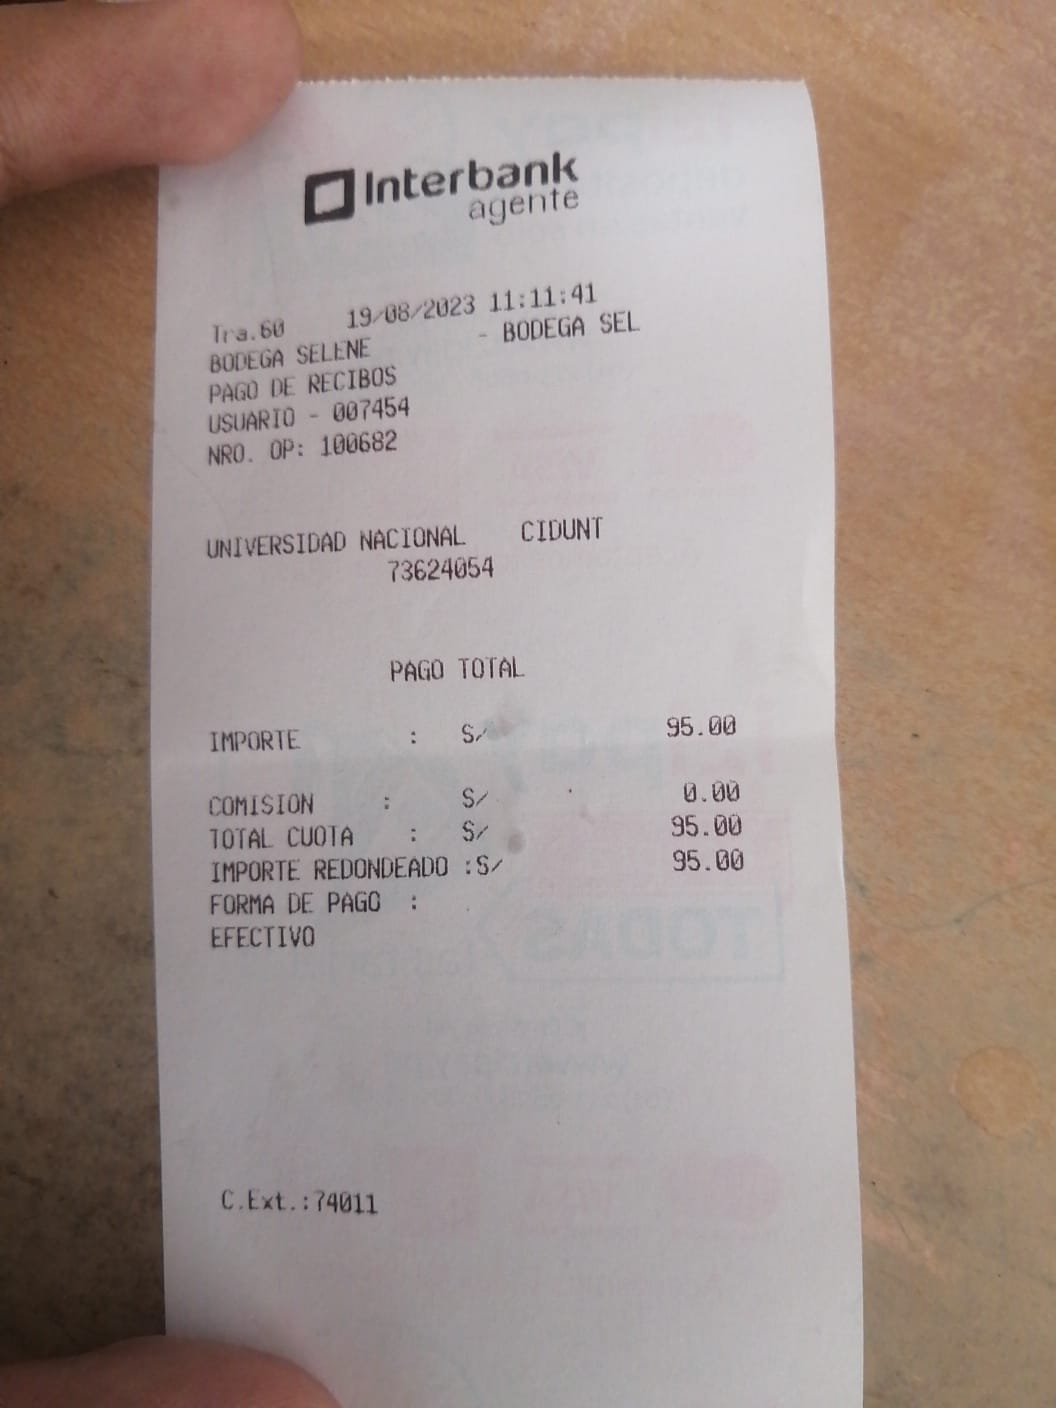 Interbank
agente
Tra.60 19/08/2023 11:11:41
BODEGA SELENE - BODEGA SEL
PAGO DE RECIBOS
USUARIO - 007454
NRO. OP: 100682
UNIVERSIDAD NACIONAL CIDUNT
73624054
PAGO TOTAL
IMPORTE : S/ 95.00
COMISION : S/ 0.00
TOTAL CUOTA : S/ 95.00
IMPORTE REDONDEADO :S/ 95.00
FORMA DE PAGO :
EFECTIVO
C.Ext.:74011